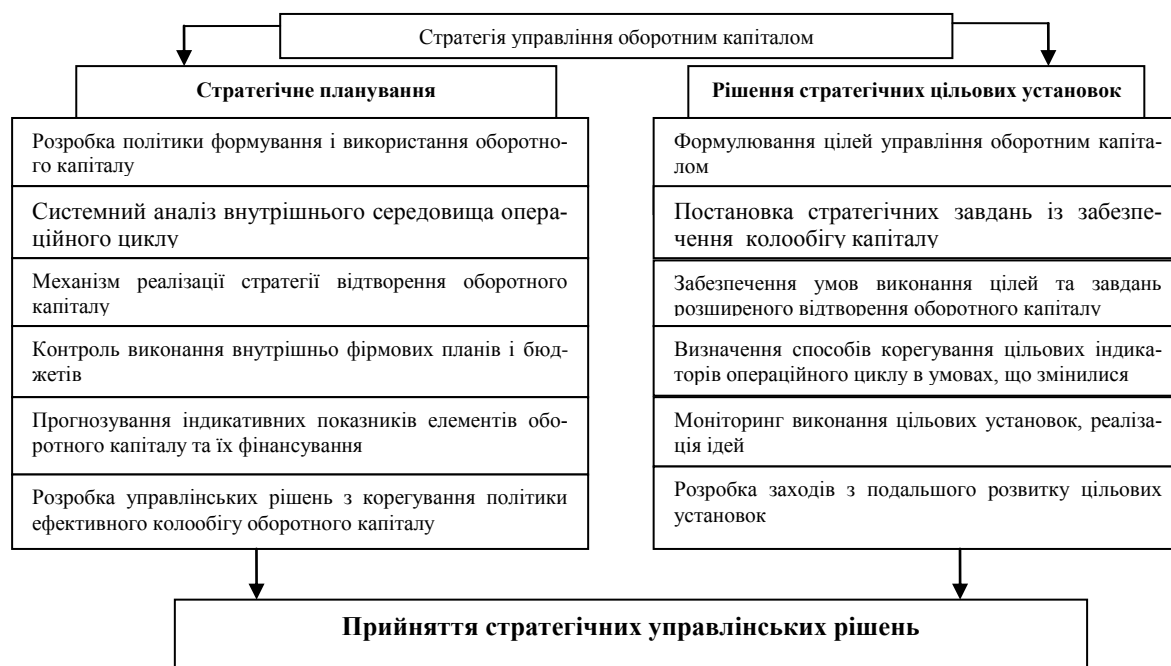 Стратегія управління оборотним капіталом
Стратегічне планування
Розробка політики формування і використання оборотно-
го капіталу
Системний аналіз внутрішнього середовища опера-
ційного циклу
Механізм реалізації стратегії відтворення оборотного
капіталу
Контроль виконання внутрішньо фірмових планів і бюд-
жетів
Прогнозування індикативних показників елементів обо-
ротного капіталу та їх фінансування
Розробка управлінських рішень з корегування політики
ефективного колообігу оборотного капіталу
Рішення стратегічних цільових установок
Формулювання цілей управління оборотним капіта-
лом
Постановка стратегічних завдань із забезпе-
чення колообігу капіталу
Забезпечення умов виконання цілей та завдань
розширеного відтворення оборотного капіталу
Визначення способів корегування цільових індика-
торів операційного циклу в умовах, що змінилися
Моніторинг виконання цільових установок, реаліза-
ція ідей
Розробка заходів з подальшого розвитку цільових
установок
Прийняття стратегічних управлінських рішень